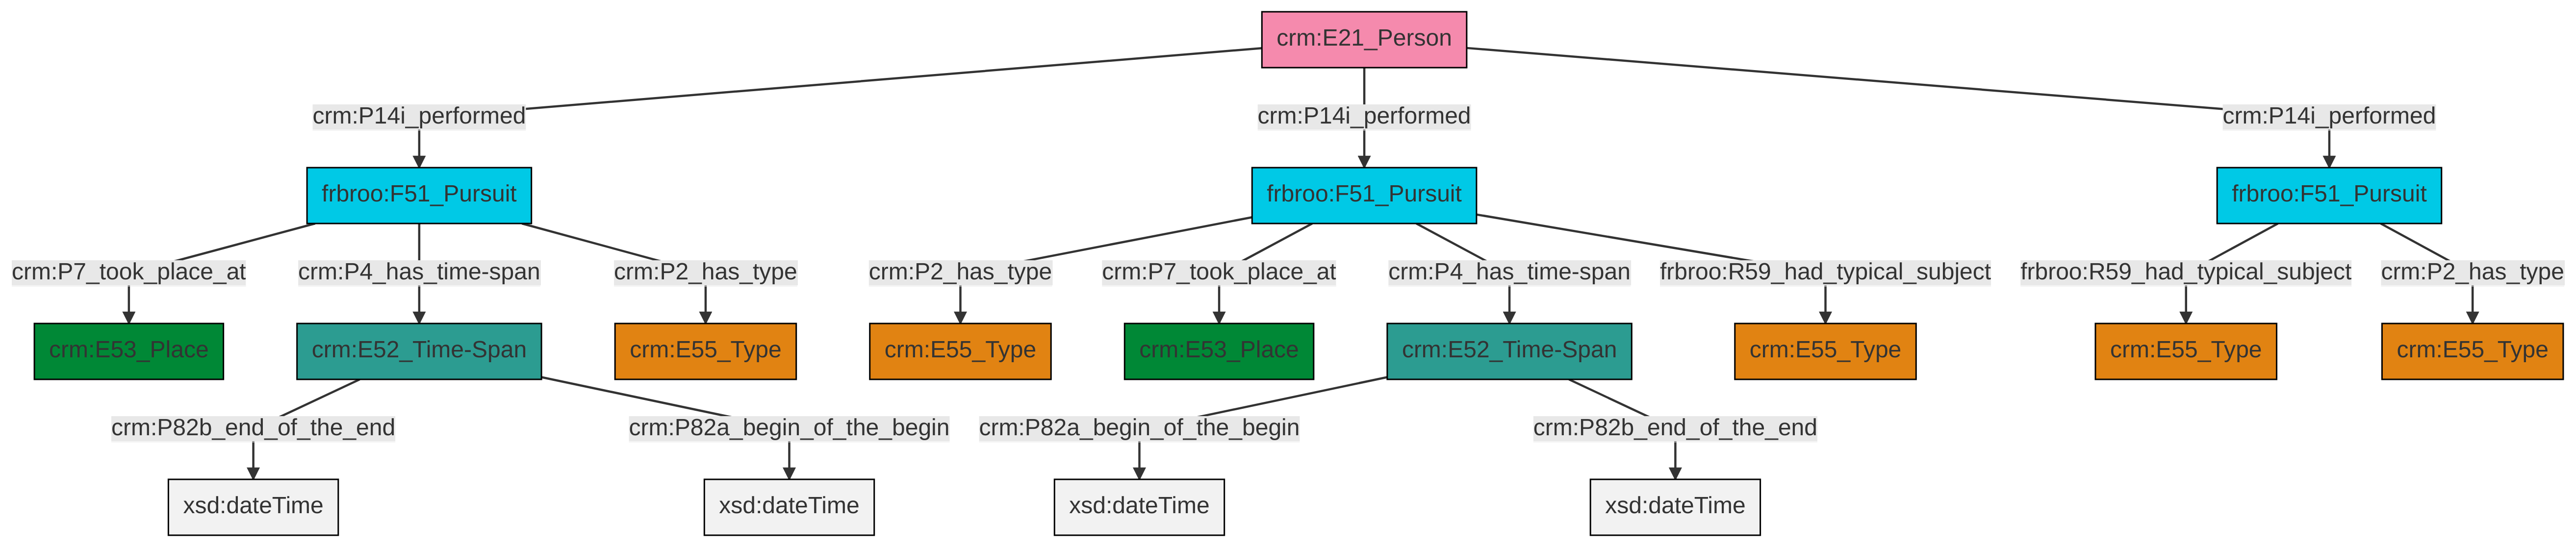 crm:E21_Person
crm:P14i_performed crm:P14i_performed crm:P14i_performed
frbroo:F51_Pursuit frbroo:F51_Pursuit frbroo:F51_Pursuit
crm:P7_took_place_at crm:P4_has_time-span crm:P2_has_type crm:P2_has_type crm:P7_took_place_at crm:P4_has_time-span frbroo:R59_had_typical_subject frbroo:R59_had_typical_subject crm:P2_has_type
crm:E53_Place crm:E52_Time-Span crm:E55_Type crm:E55_Type crm:E53_Place crm:E52_Time-Span crm:E55_Type crm:E55_Type crm:E55_Type
crm:P82b_end_of_the_end crm:P82a_begin_of_the_begin crm:P82a_begin_of_the_begin crm:P82b_end_of_the_end
xsd:dateTime xsd:dateTime xsd:dateTime xsd:dateTime